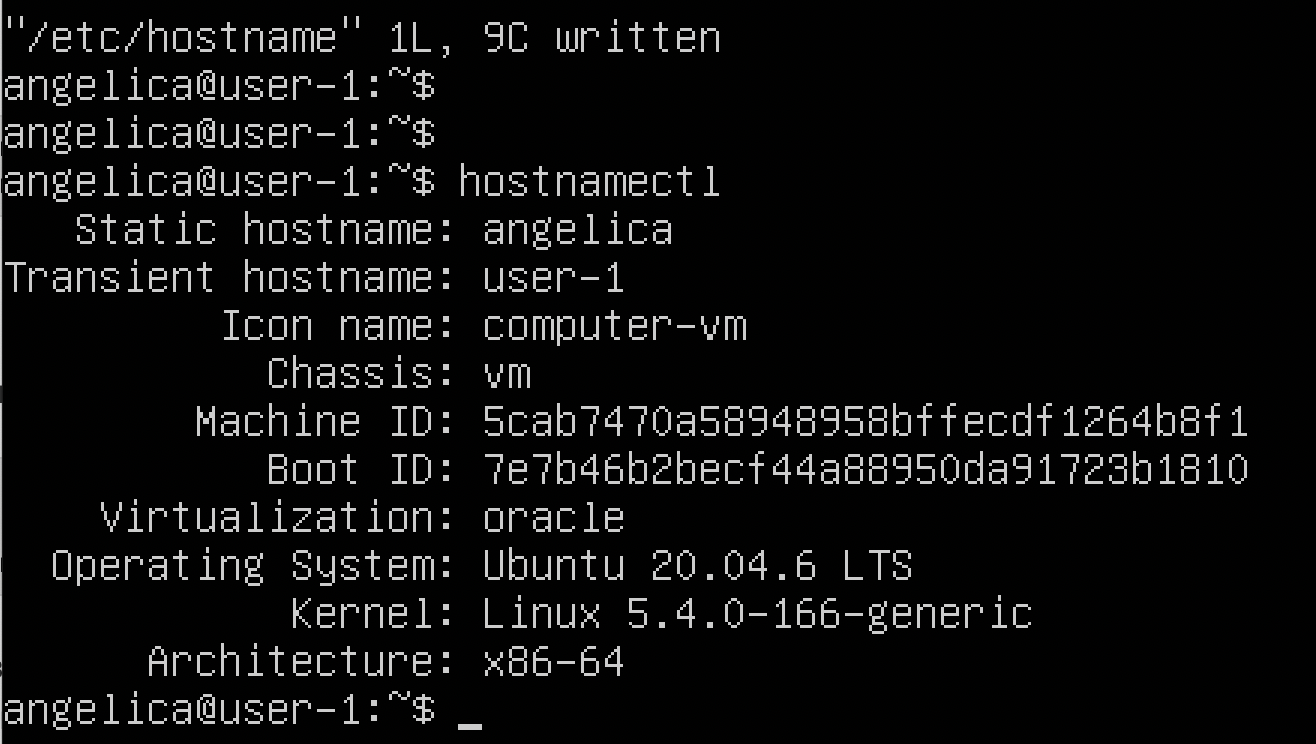 "/etc/hostname" 1L, 9C written
angelica@user-1:~$
angelica@user-1:~$
angelica@user-1:~$ hostnamectl
Static hostname: angelica
Transient hostname: user-1
Icon name: computer-vm
Chassis: vm
Machine ID: 5cab7470a58948958bffecdf1264b8f1
Boot ID: 7e7b46b2becf44a88950da91723b1810
Virtualization: oracle
Operating System: Ubuntu 20.04.6 LTS
Kernel: Linux 5.4.0-166-generic
Architecture: x86-64
angelica@user-1:~$ _